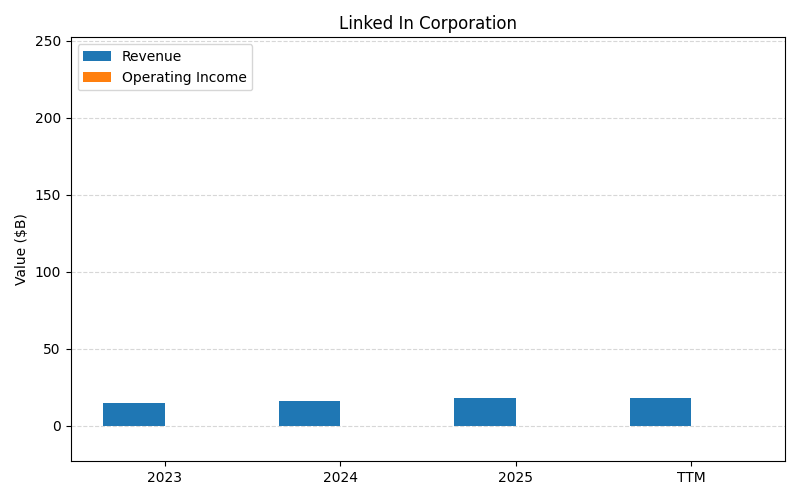 Linked In Corporation
Revenue
Operating Income
Value ($B)
250
200
150
100
50
0
2023 2024 2025 TTM